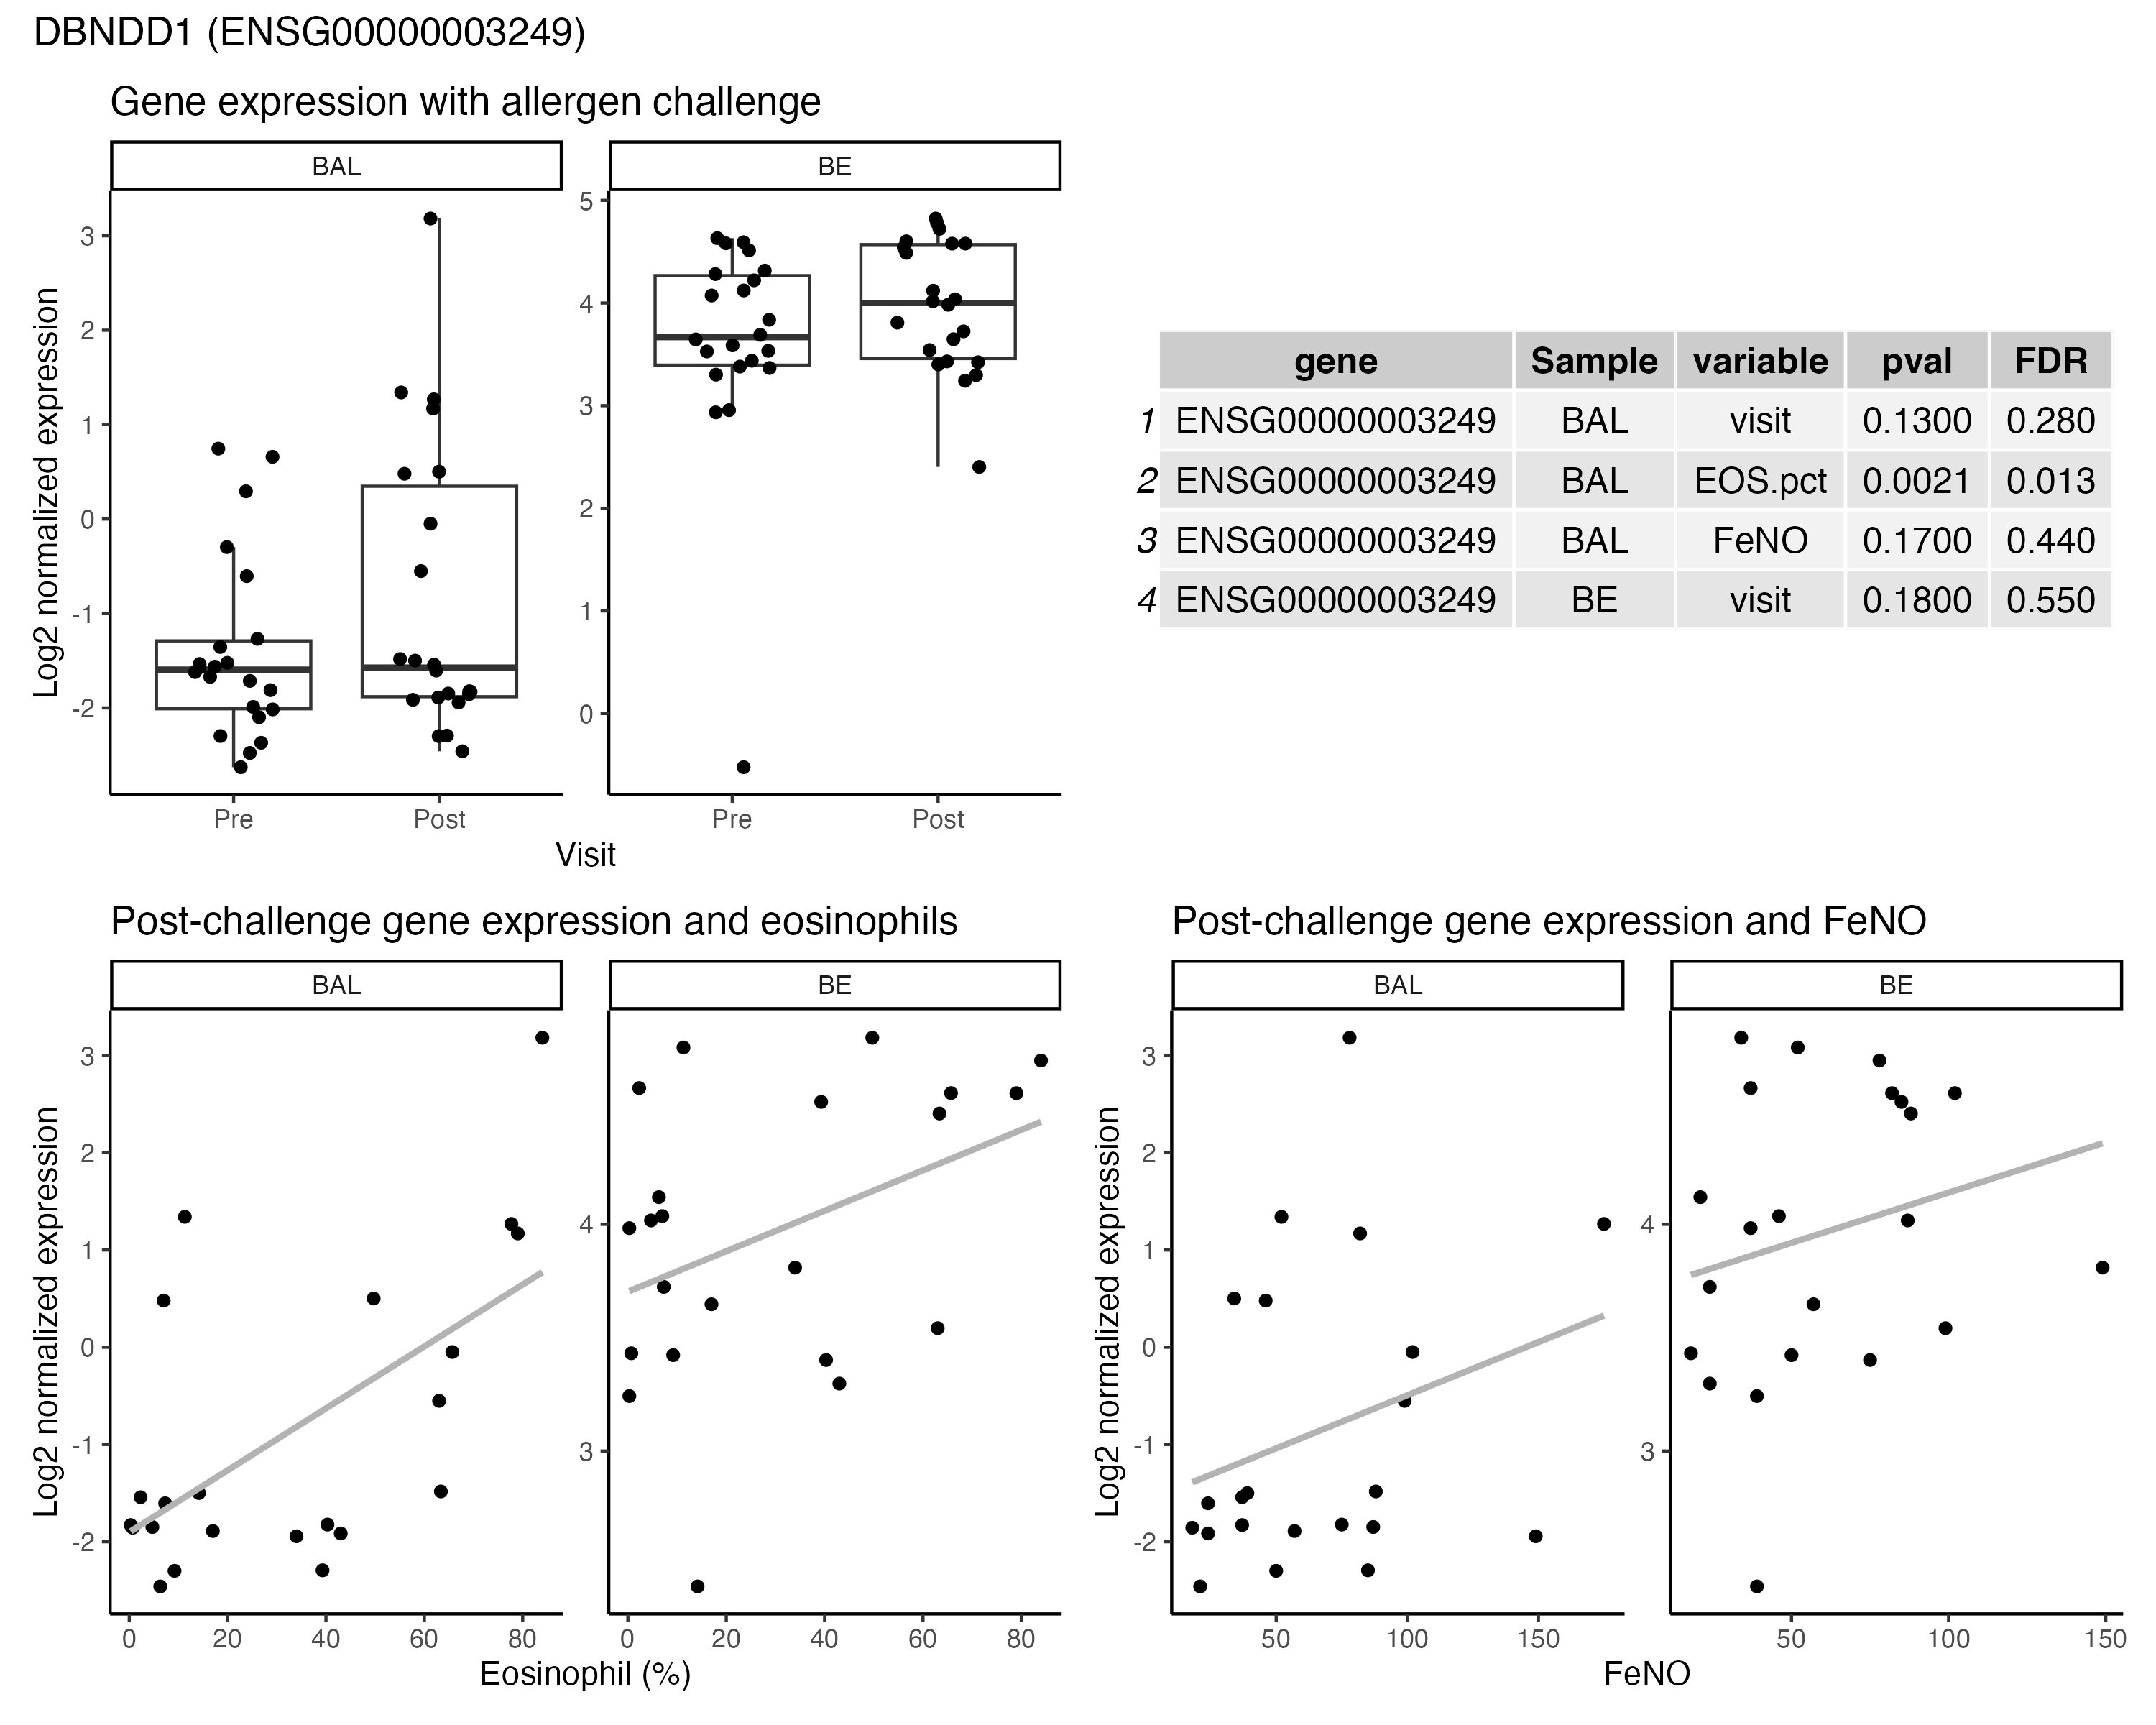 DBNDD1 (ENSG00000003249)
Gene expression with allergen challenge
BAL
BE
Log2 normalized expression
3
2
1
0
-1
-2
5
4
3
2
1
0
Pre
Post
Pre
Post
Visit
gene Sample variable pval FDR
1 ENSG00000003249 BAL visit 0.1300 0.280
2 ENSG00000003249 BAL EOS.pct 0.0021 0.013
3 ENSG00000003249 BAL FeNO 0.1700 0.440
4 ENSG00000003249 BE visit 0.1800 0.550
Post-challenge gene expression and eosinophils
BAL
BE
Log2 normalized expression
3
2
1
0
-1
-2
4
3
0 20 40 60 80
0 20 40 60 80
Eosinophil (%)
Post-challenge gene expression and FeNO
BAL
BE
Log2 normalized expression
3
2
1
0
-1
-2
4
3
50 100 150
50 100 150
FeNO